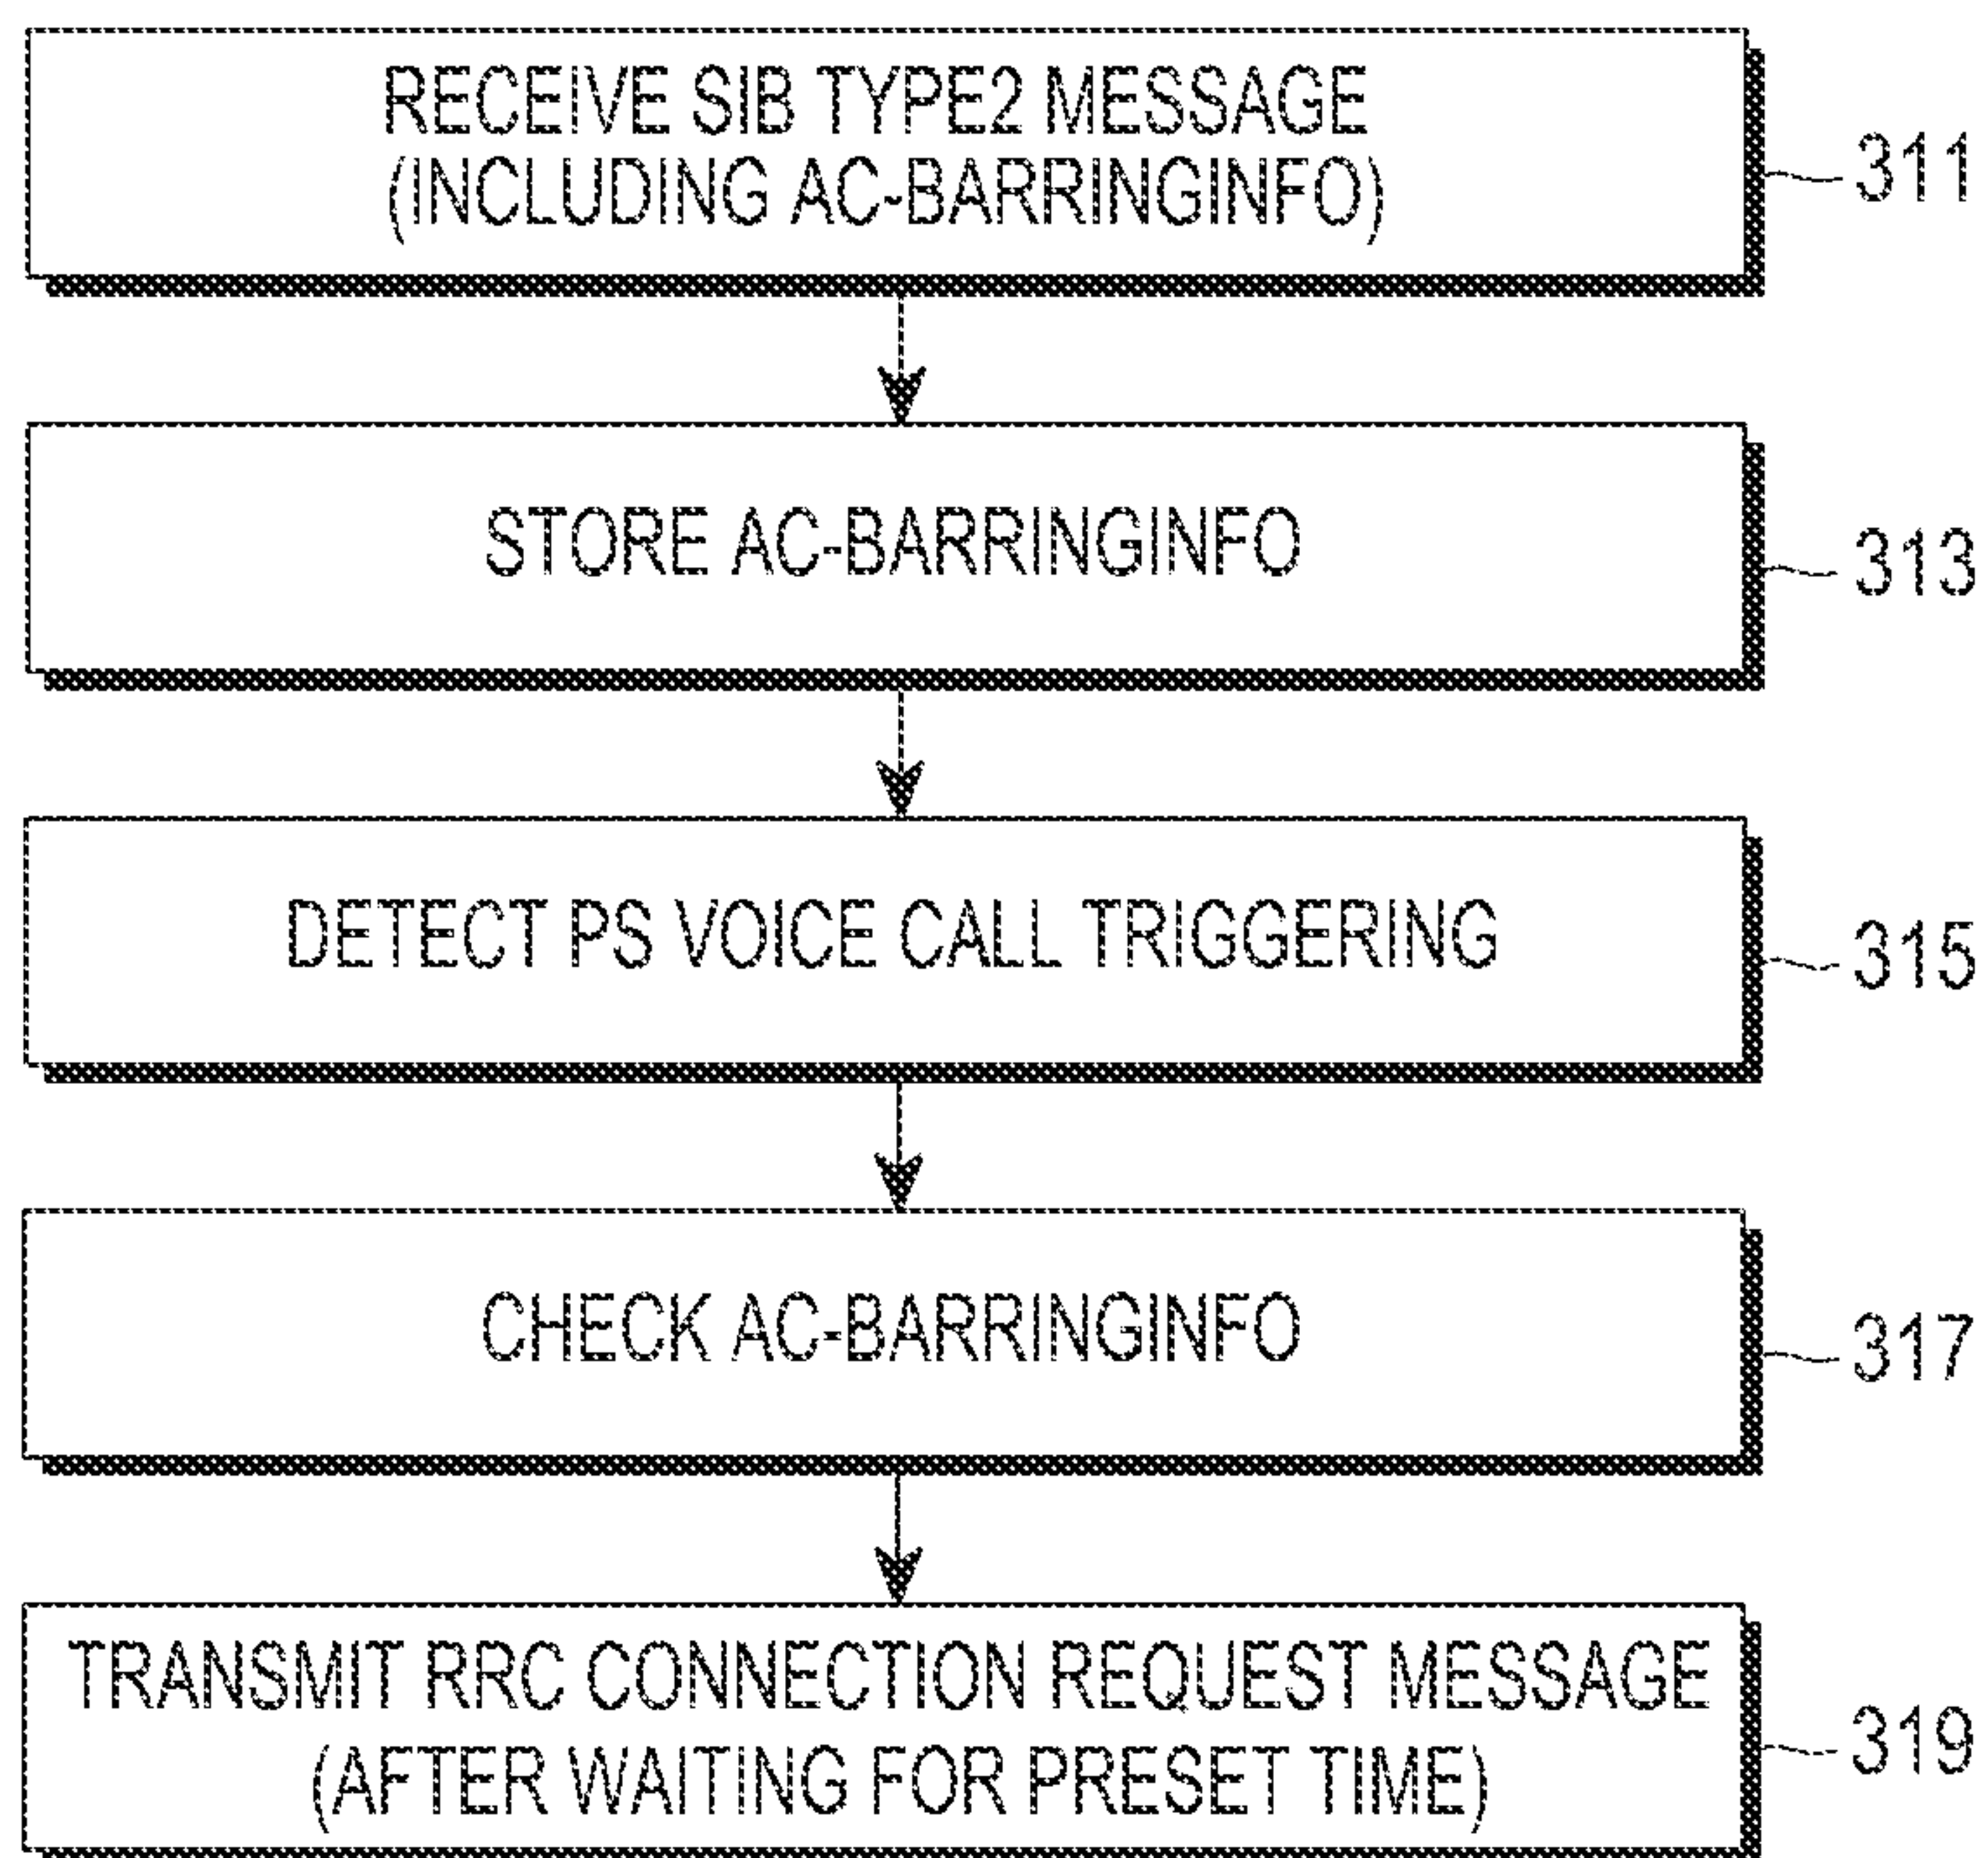 RECEIVE SIB TYPE2 MESSAGE
(INCLUDING AC-BARRINGINFO)
311
STORE AC-BARRINGINFO
313
DETECT PS VOICE CALL TRIGGERING
315
CHECK AC-BARRINGINFO
317
TRANSMIT RRC CONNECTION REQUEST MESSAGE
(AFTER WAITING FOR PRESET TIME)
319